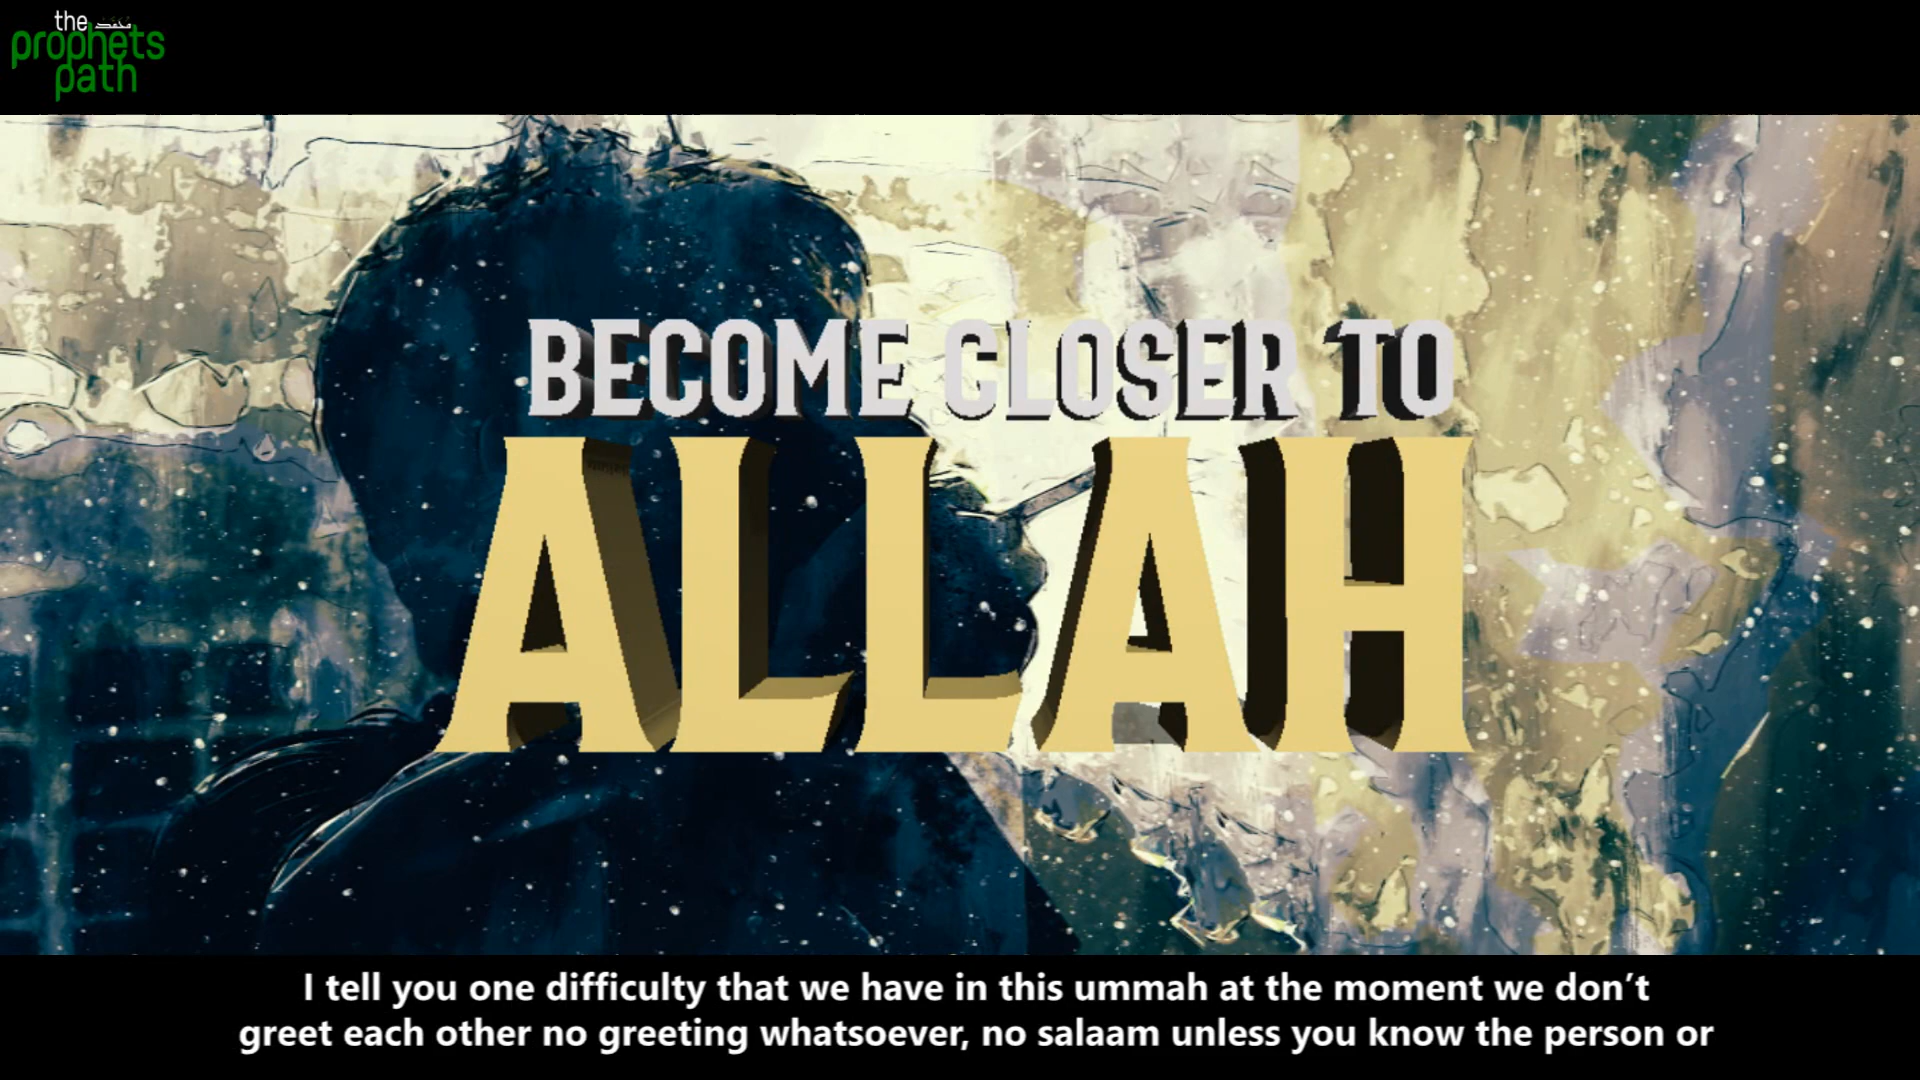 the
prophets
path
BECOME CLOSER TO
ALLAH
I tell you one difficulty that we have in this ummah at the moment we don’t
greet each other no greeting whatsoever, no salaam unless you know the person or